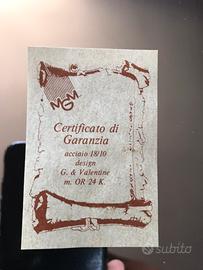 MGM
Certificato di
Garanzia
acciaio 18/10
design
G. & Valentine
m. OR 24 K.
subito